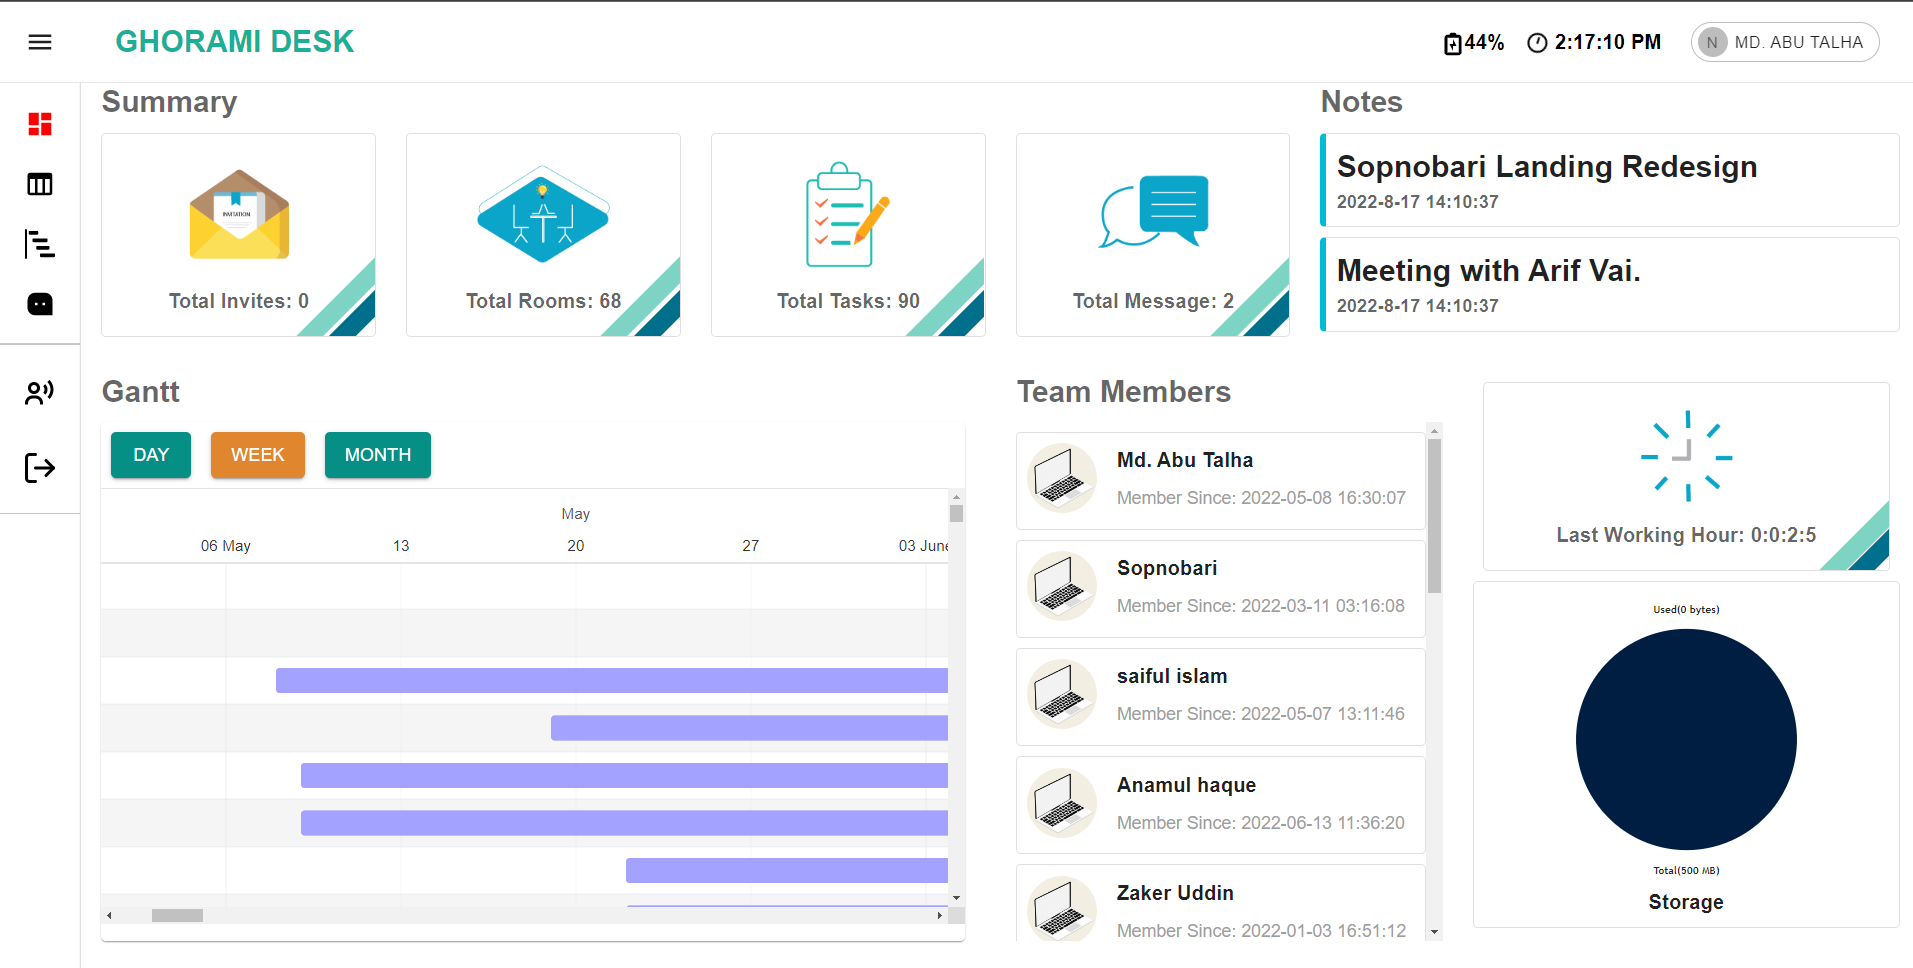 GHORAMI DESK
44%
2:17:10 PM
N
MD. ABU TALHA
Summary
INVITATION
Total Invites: 0
Total Rooms: 68
Total Tasks: 90
Total Message: 2
Notes
Sopnobari Landing Redesign
2022-8-17 14:10:37
Meeting with Arif Vai.
2022-8-17 14:10:37
Gantt
DAY
WEEK
MONTH
May
06 May
13
20
27
03 June
Team Members
Md. Abu Talha
Member Since: 2022-05-08 16:30:07
Sopnobari
Member Since: 2022-03-11 03:16:08
saiful islam
Member Since: 2022-05-07 13:11:46
Anamul haque
Member Since: 2022-06-13 11:36:20
Zaker Uddin
Member Since: 2022-01-03 16:51:12
Last Working Hour: 0:0:2:5
Used(0 bytes)
Total(500 MB)
Storage